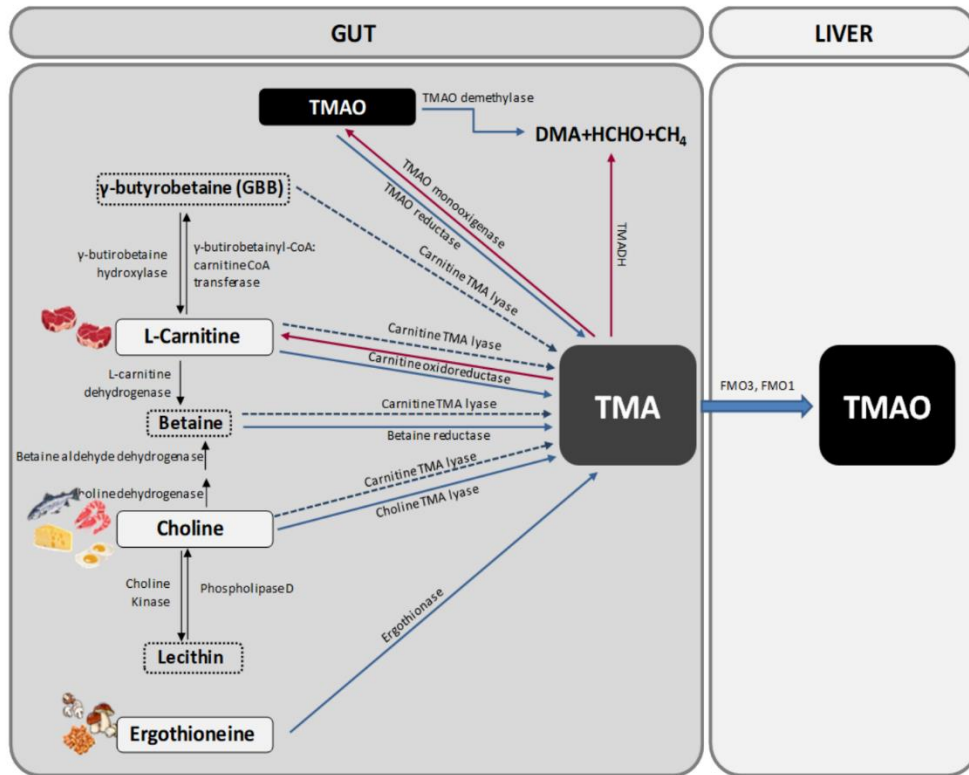 GUT
LIVER
TMAO
TMAO demethylase
DMA+HCHO+CH₄
TMAO monooxigenase
TMAO reductase
TMADH
γ-butyrobetaine (GBB)
Carnitine TMA lyase
γ-butirobetaine
hydroxylase
γ-butirobetainyl-CoA:
carnitine CoA
transferase
L-Carnitine
Carnitine TMA lyase
Carnitine oxidoreductase
TMA
FMO3, FMO1
TMAO
L-carnitine
dehydrogenase
Betaine
Carnitine TMA lyase
Betaine reductase
Betaine aldehyde dehydrogenase
oline dehydrogenase
Carnitine TMA lyase
Choline TMA lyase
Choline
Choline
Kinase
Phospholipase D
Lecithin
Ergothionase
Ergothioneine